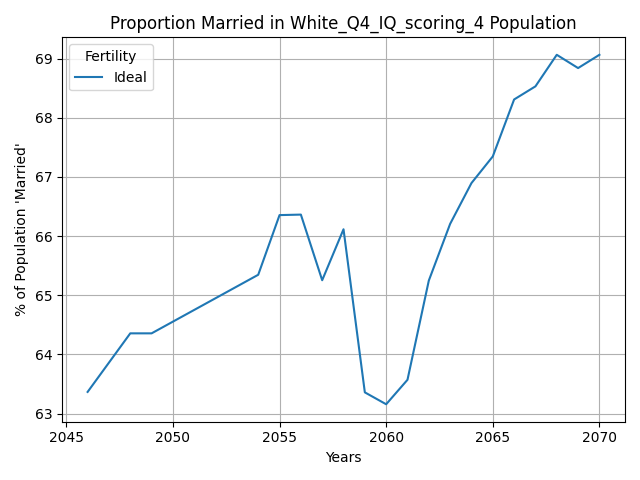 Proportion Married in White_Q4_IQ_scoring_4 Population
Fertility
Ideal
% of Population 'Married'
69
68
67
66
65
64
63
2045 2050 2055 2060 2065 2070
Years